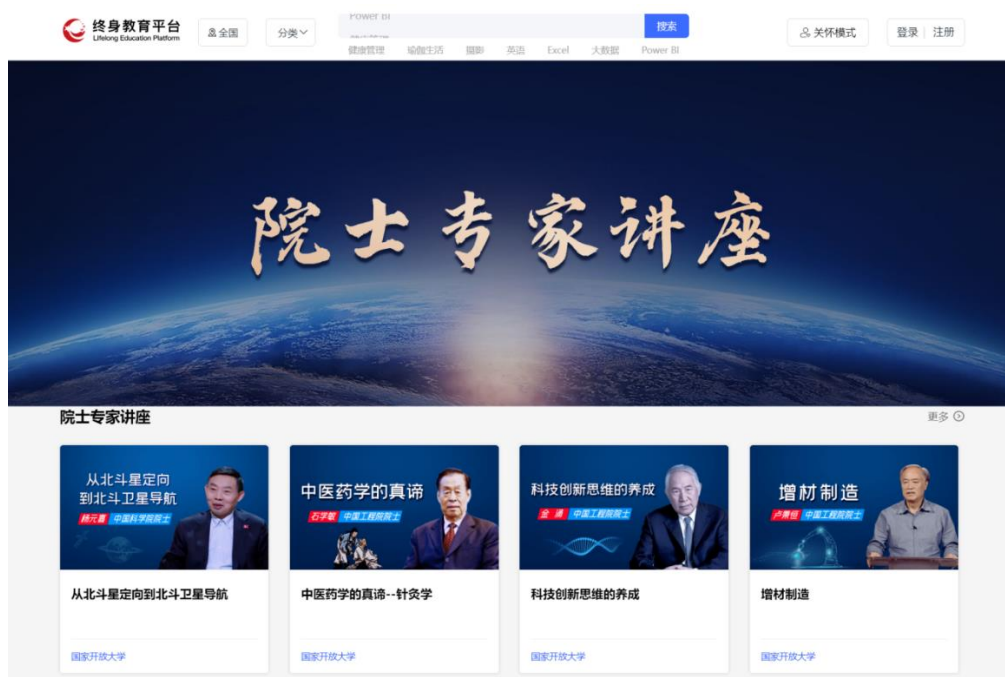 终身教育平台
Lifelong Education Platform
全国
分类
Power BI
搜索
关怀模式
登录 | 注册
健康管理 瑜伽生活 摄影 英语 Excel 大数据 Power BI
院士专家讲座
院士专家讲座
更多
从北斗星定向
到北斗卫星导航
杨元喜 中国科学院院士
中医药学的真谛
石学敏 中国工程院院士
科技创新思维的养成
金涌 中国工程院院士
增材制造
卢秉恒 中国工程院院士
从北斗星定向到北斗卫星导航
中医药学的真谛--针灸学
科技创新思维的养成
增材制造
国家开放大学
国家开放大学
国家开放大学
国家开放大学